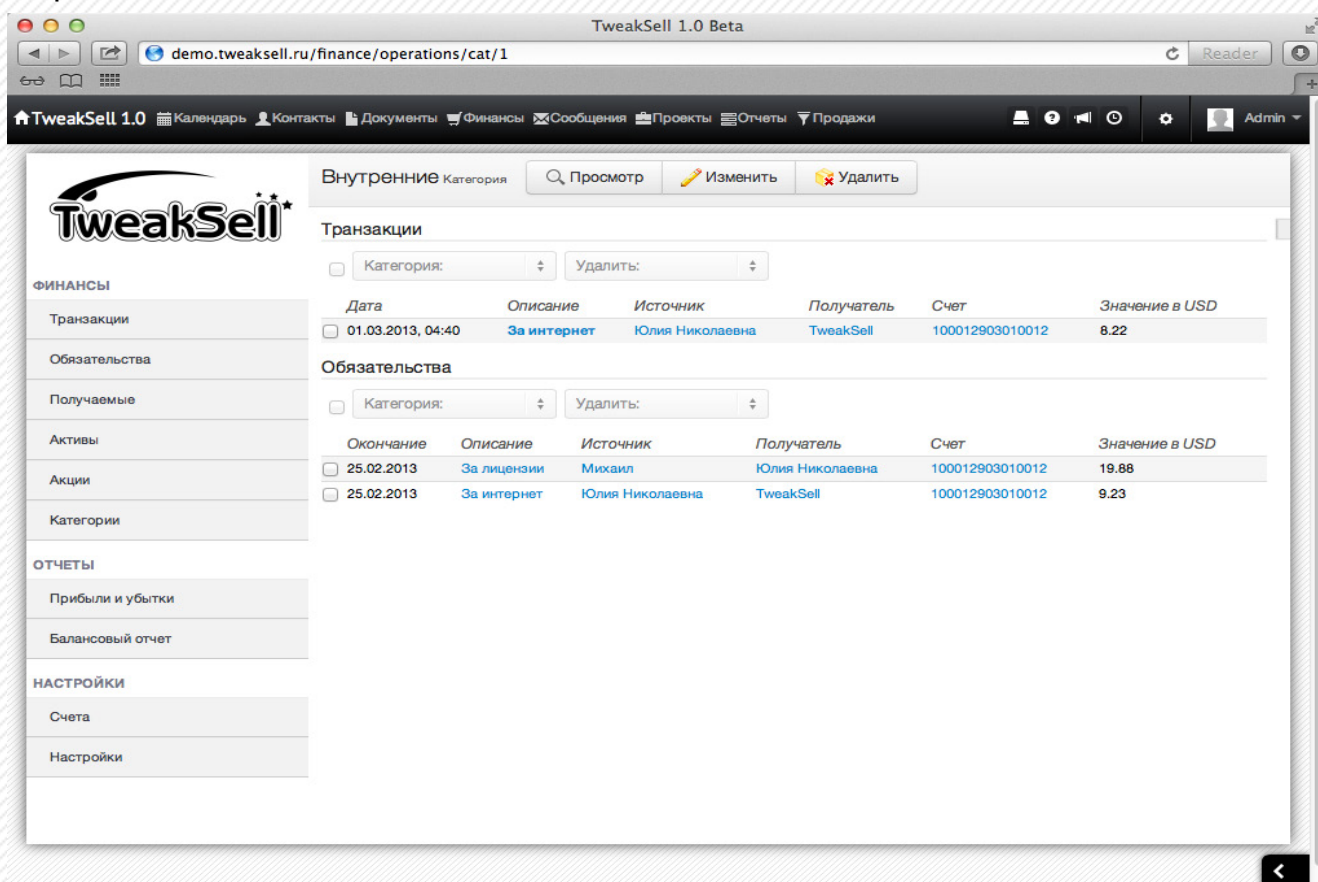 TweakSell 1.0 Beta
demo.tweaksell.ru/finance/operations/cat/1
Reader
TweakSell 1.0 Календарь Контакты Документы Финансы Сообщения Проекты Отчеты Продажи Admin
TweakSell
ФИНАНСЫ
Транзакции
Обязательства
Получаемые
Активы
Акции
Категории
ОТЧЕТЫ
Прибыли и убытки
Балансовый отчет
НАСТРОЙКИ
Счета
Настройки
Внутренние Категория Просмотр Изменить Удалить
Транзакции
Категория: Удалить:
Дата Описание Источник Получатель Счет Значение в USD
01.03.2013, 04:40 За интернет Юлия Николаевна TweakSell 100012903010012 8.22
Обязательства
Категория: Удалить:
Окончание Описание Источник Получатель Счет Значение в USD
25.02.2013 За лицензии Михаил Юлия Николаевна 100012903010012 19.88
25.02.2013 За интернет Юлия Николаевна TweakSell 100012903010012 9.23